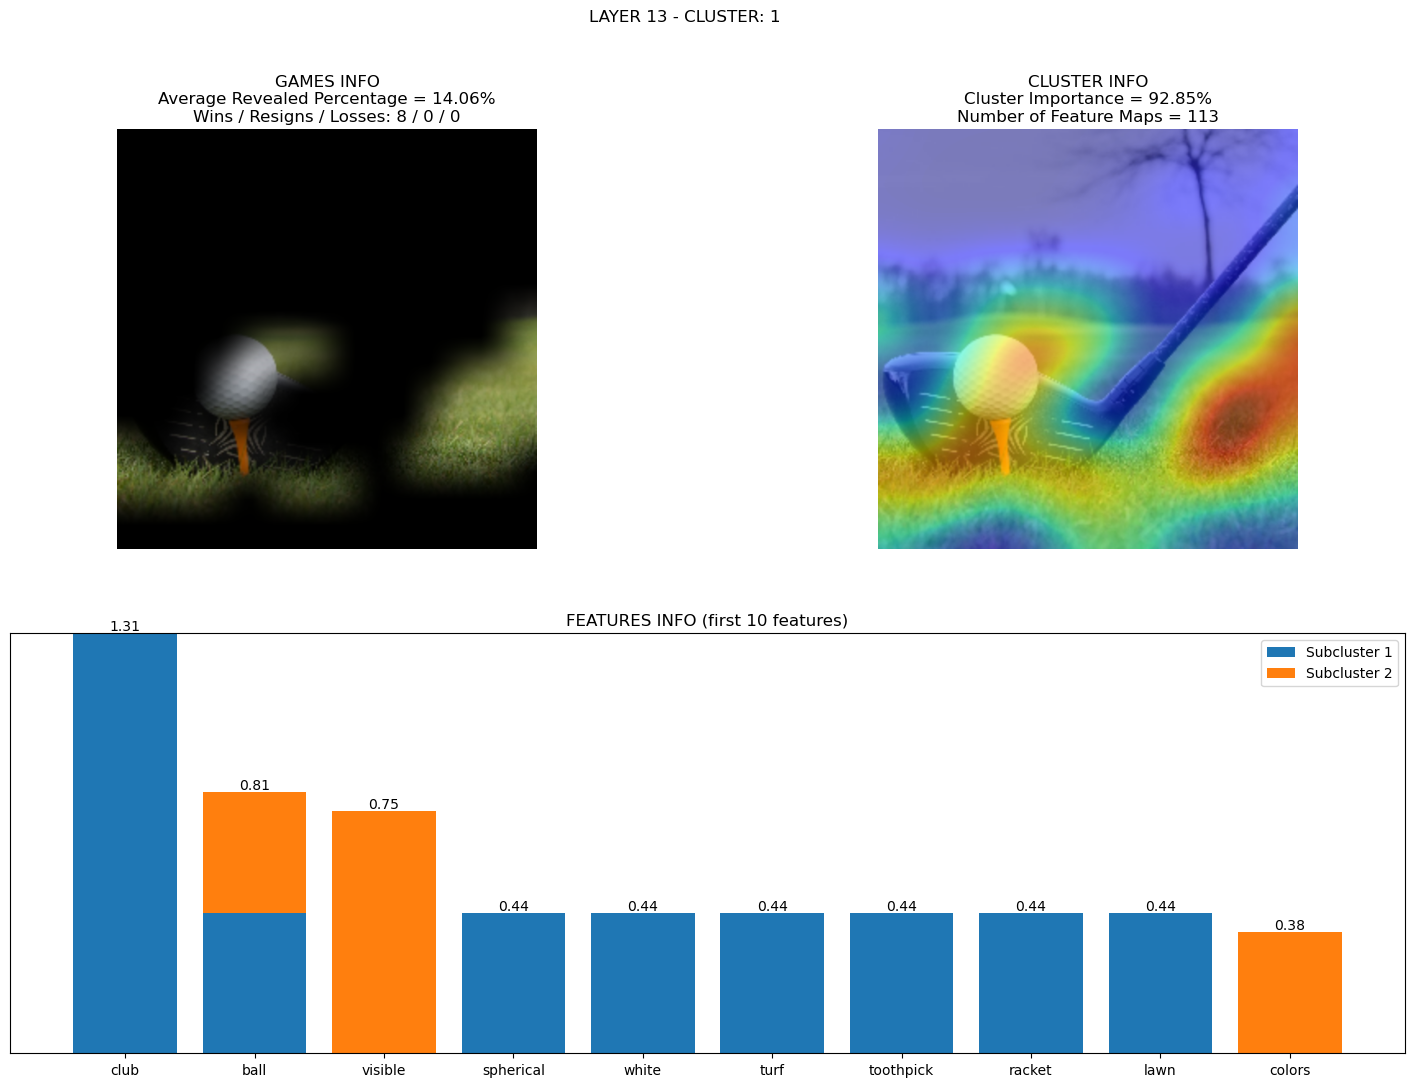 LAYER 13 - CLUSTER: 1
GAMES INFO
Average Revealed Percentage = 14.06%
Wins / Resigns / Losses: 8 / 0 / 0
CLUSTER INFO
Cluster Importance = 92.85%
Number of Feature Maps = 113
FEATURES INFO (first 10 features)
1.31
0.81
0.75
0.44
0.44
0.44
0.44
0.44
0.44
0.38
Subcluster 1
Subcluster 2
club
ball
visible
spherical
white
turf
toothpick
racket
lawn
colors